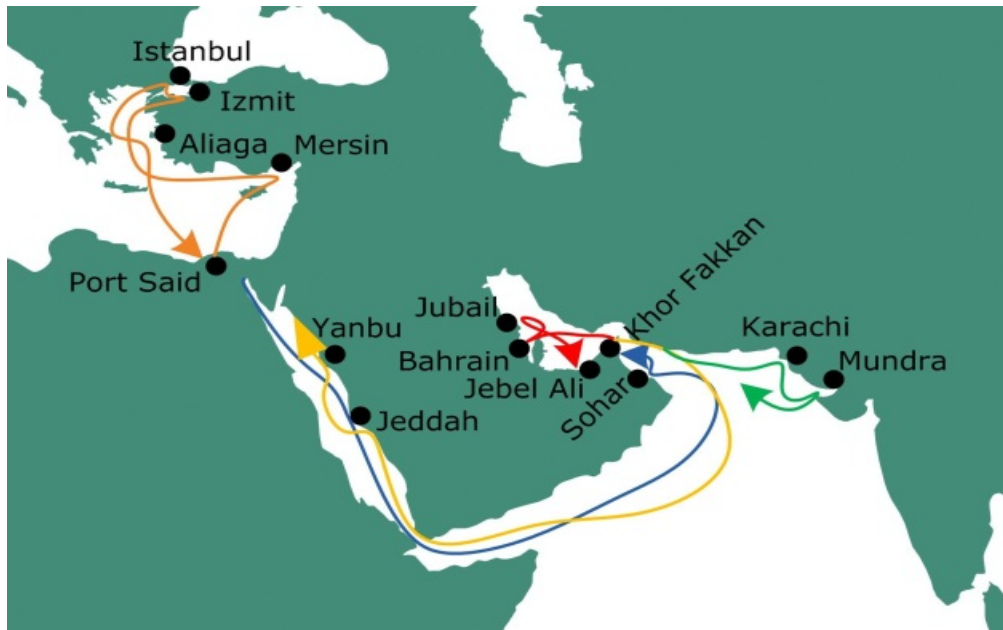 Istanbul
Izmit
Aliaga
Mersin
Port Said
Jubail
Yanbu
Khor Fakkan
Karachi
Bahrain
Mundra
Jebel Ali
Sohar
Jeddah